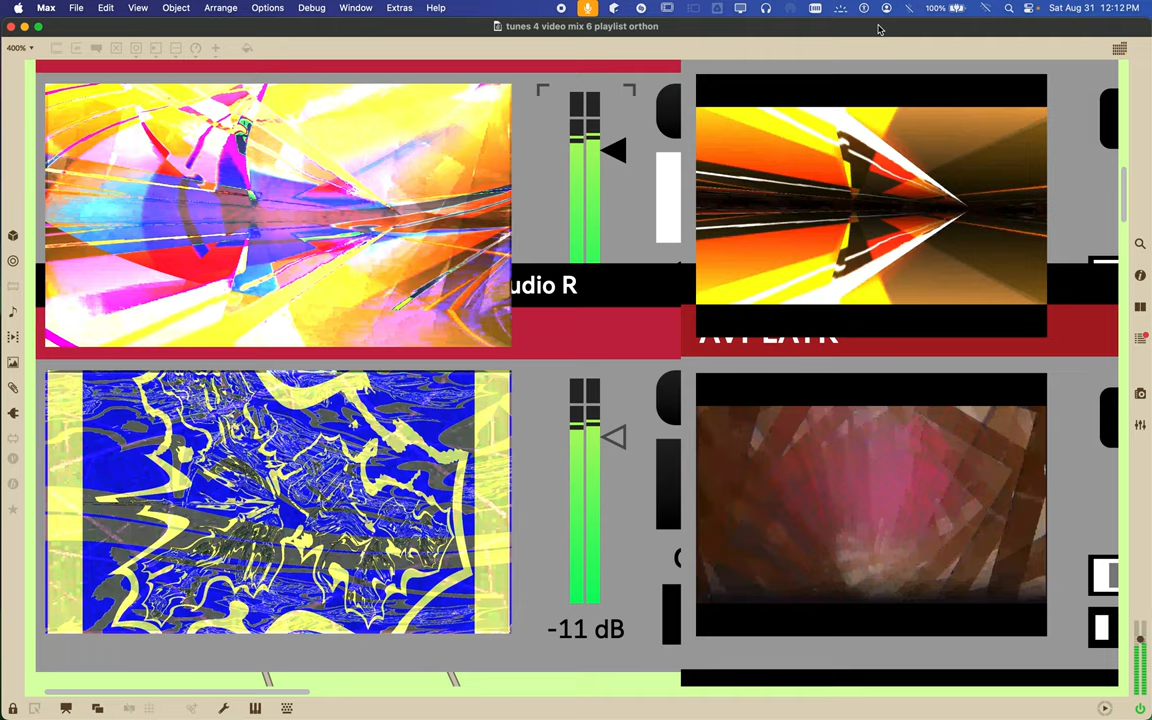 Max File Edit View Object Arrange Options Debug Window Extras Help 100% Sat Aug 31 12:12 PM
tunes 4 video mix 6 playlist orthon
400%
udio R
-11 dB